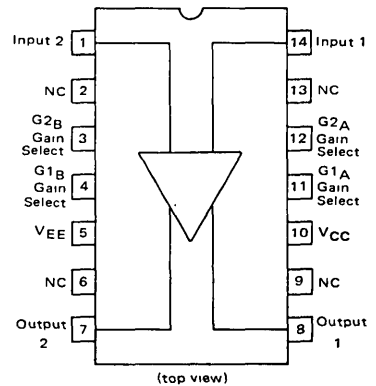 Input 2 1 14 Input 1
NC 2 13 NC
G2B Gain Select 3 12 G2A Gain Select
G1B Gain Select 4 11 G1A Gain Select
VEE 5 10 VCC
NC 6 9 NC
Output 2 7 8 Output 1
(top view)